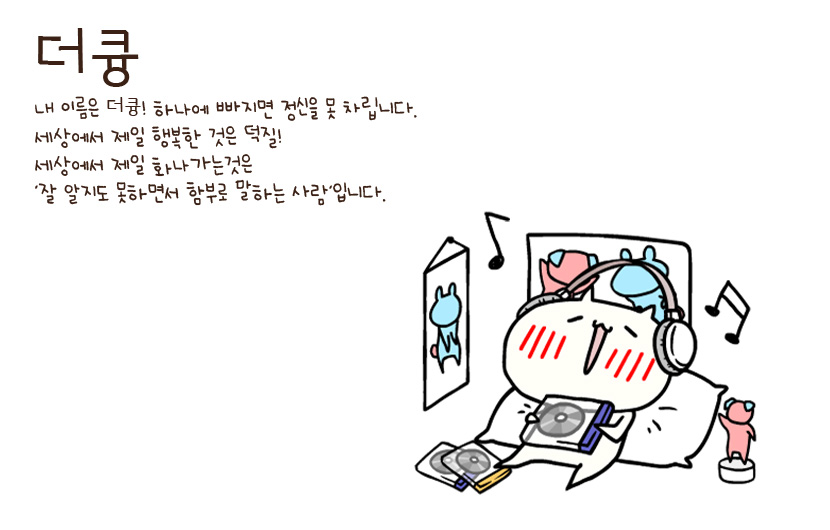 더큥
내 이름은 더큥! 하나에 빠지면 정신을 못 차립니다.
세상에서 제일 행복한 것은 덕질!
세상에서 제일 화나가는것은
'잘 알지도 못하면서 함부로 말하는 사람'입니다.